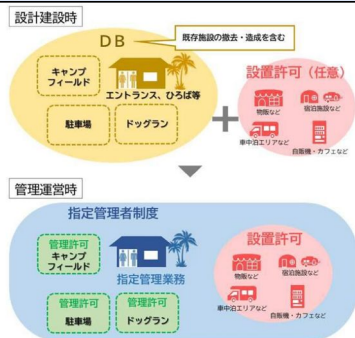 設計建設時
DB
既存施設の撤去・造成を含む
キャンプ
フィールド
エントランス、ひろば等
駐車場
ドッグラン
設置許可（任意）
物販など
宿泊施設など
車中泊エリアなど
自販機・カフェなど
管理運営時
指定管理者制度
管理許可
キャンプ
フィールド
指定管理業務
管理許可
駐車場
管理許可
ドッグラン
設置許可
物販など
宿泊施設など
車中泊エリアなど
自販機・カフェなど